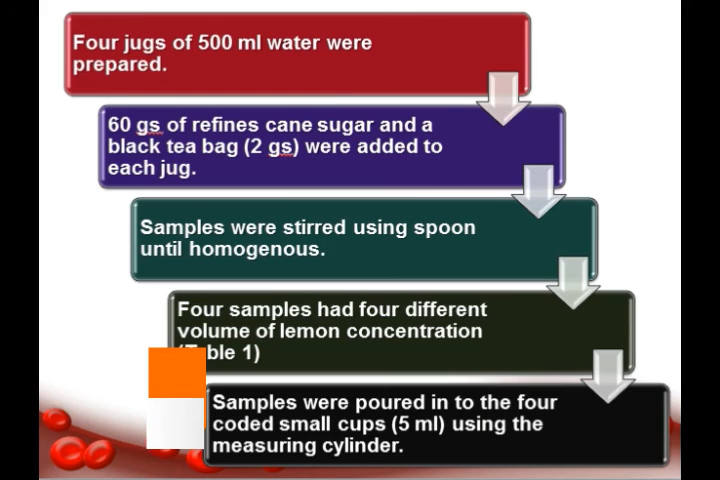 Four jugs of 500 ml water were
prepared.
60 gs of refines cane sugar and a
black tea bag (2 gs) were added to
each jug.
Samples were stirred using spoon
until homogenous.
Four samples had four different
volume of lemon concentration
(Table 1)
Samples were poured in to the four
coded small cups (5 ml) using the
measuring cylinder.